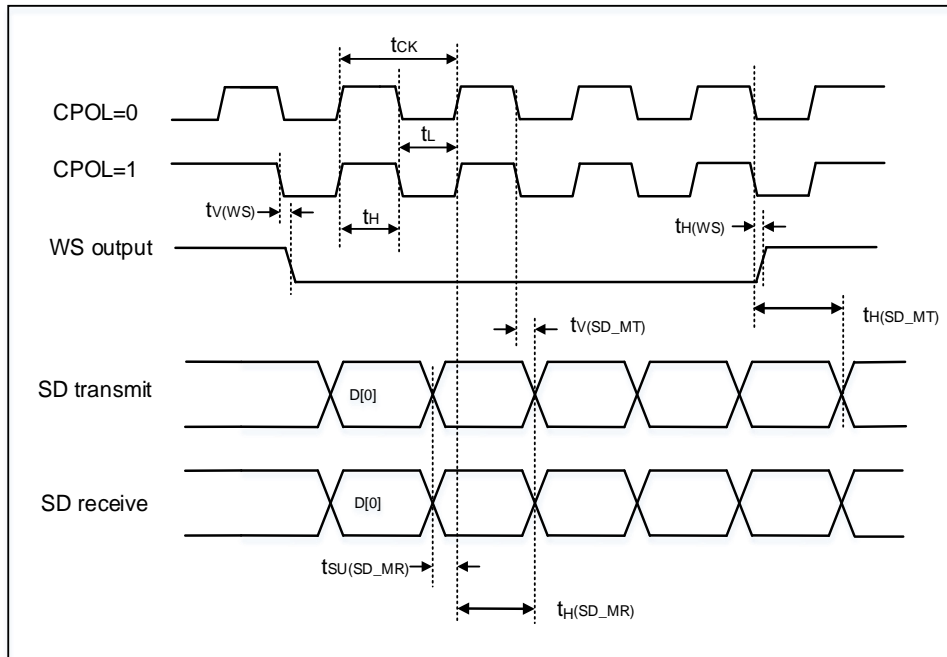 tCK
CPOL=0
tL
CPOL=1
tV(WS)
tH
tH(WS)
WS output
tV(SD_MT)
tH(SD_MT)
SD transmit
D[0]
SD receive
D[0]
tSU(SD_MR)
tH(SD_MR)